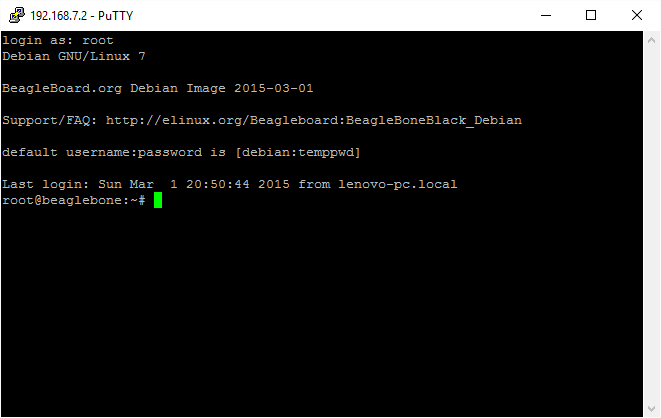 192.168.7.2 - PuTTY
login as: root
Debian GNU/Linux 7
BeagleBoard.org Debian Image 2015-03-01
Support/FAQ: http://elinux.org/Beagleboard:BeagleBoneBlack_Debian
default username:password is [debian:temppwd]
Last login: Sun Mar  1 20:50:44 2015 from lenovo-pc.local
root@beaglebone:~#